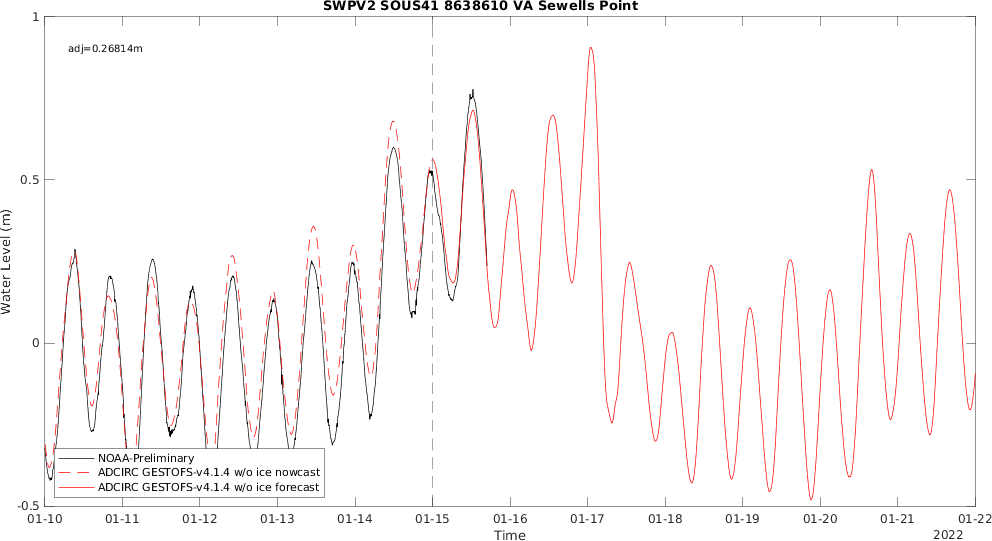 SWPV2 SOUS41 8638610 VA Sewells Point
adj=0.26814m
Water Level (m)
1
0.5
0
-0.5
NOAA-Preliminary
ADCIRC GESTOFS-v4.1.4 w/o ice nowcast
ADCIRC GESTOFS-v4.1.4 w/o ice forecast
01-10 01-11 01-12 01-13 01-14 01-15 01-16 01-17 01-18 01-19 01-20 01-21 01-22
Time
2022